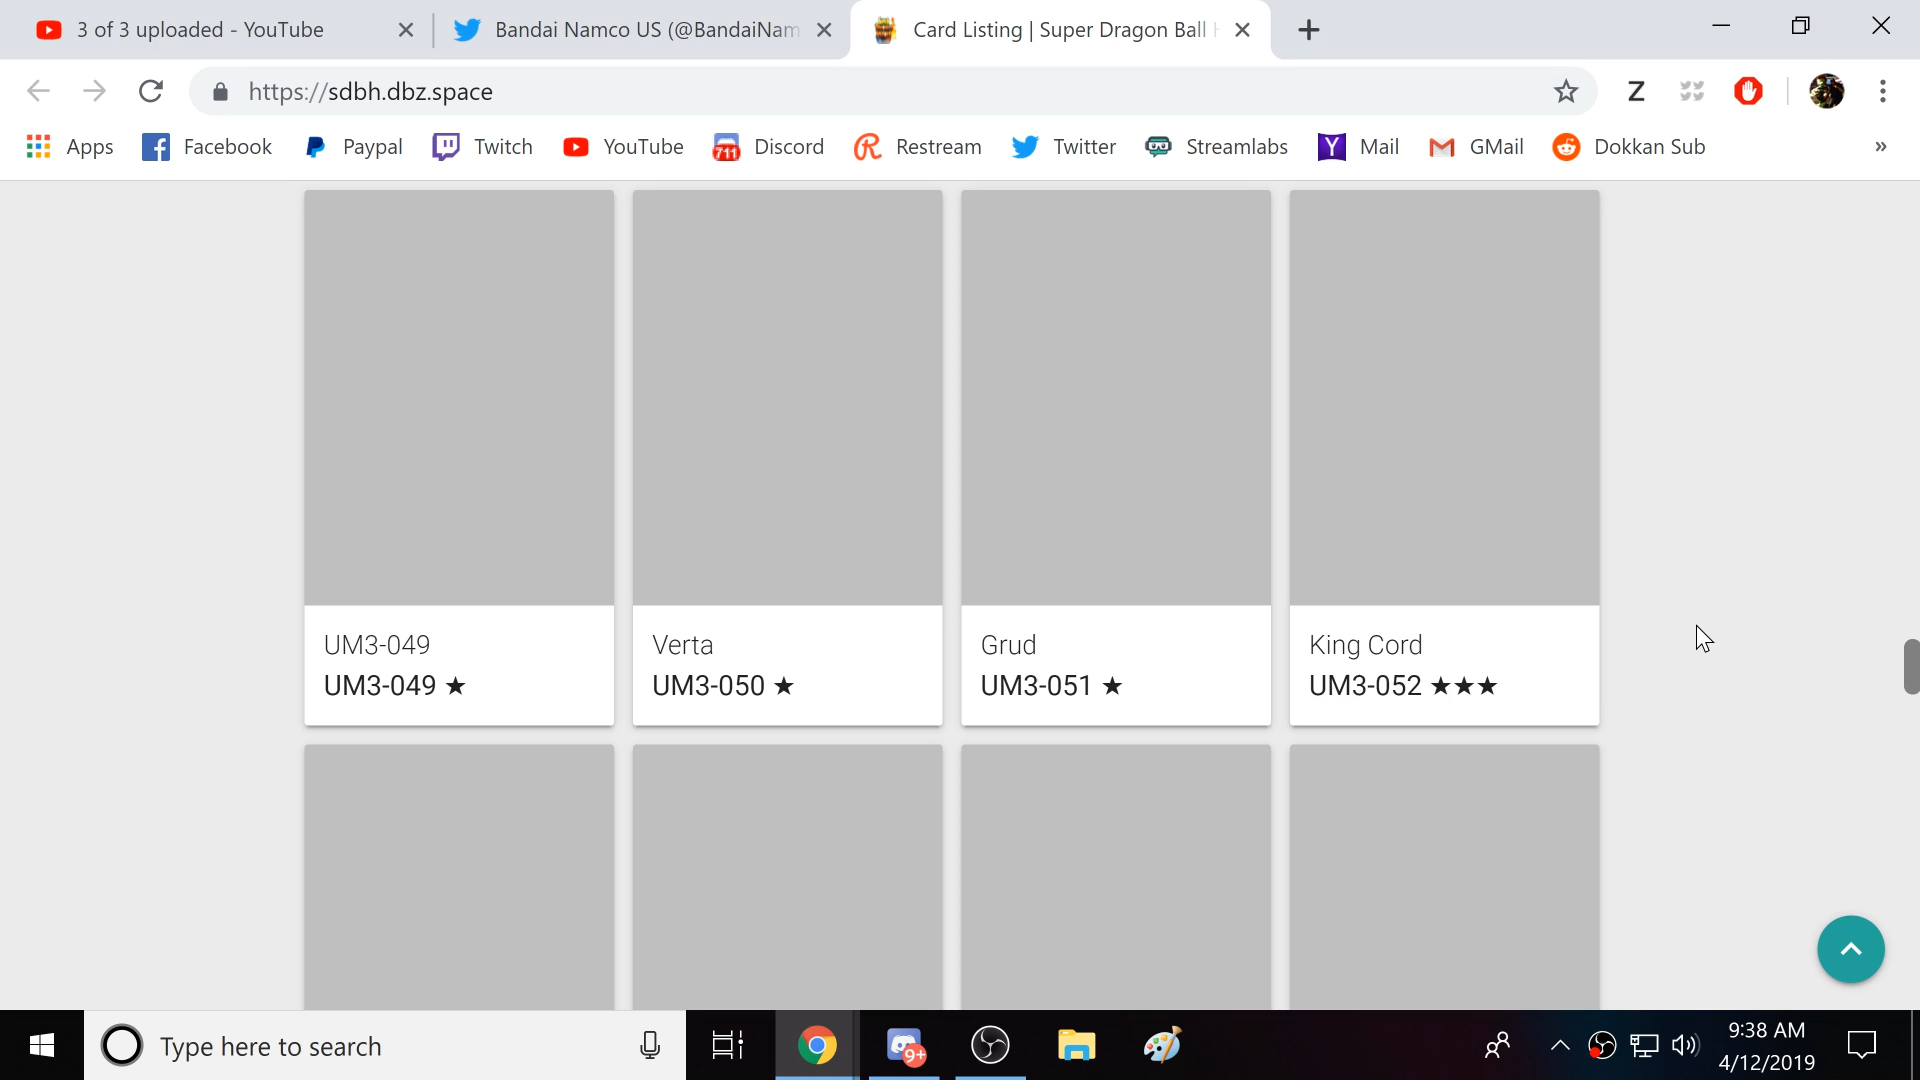 3 of 3 uploaded - YouTube
Bandai Namco US (@BandaiNam
Card Listing | Super Dragon Ball H
https://sdbh.dbz.space
Z
Apps
Facebook
Paypal
Twitch
711
Discord
YouTube
Restream
Twitter
Streamlabs
Y
Mail
GMail
Dokkan Sub
»
UM3-049
UM3-049 ★
Verta
UM3-050 ★
Grud
UM3-051 ★
King Cord
UM3-052 ★★★
Type here to search
9+
9:38 AM
4/12/2019